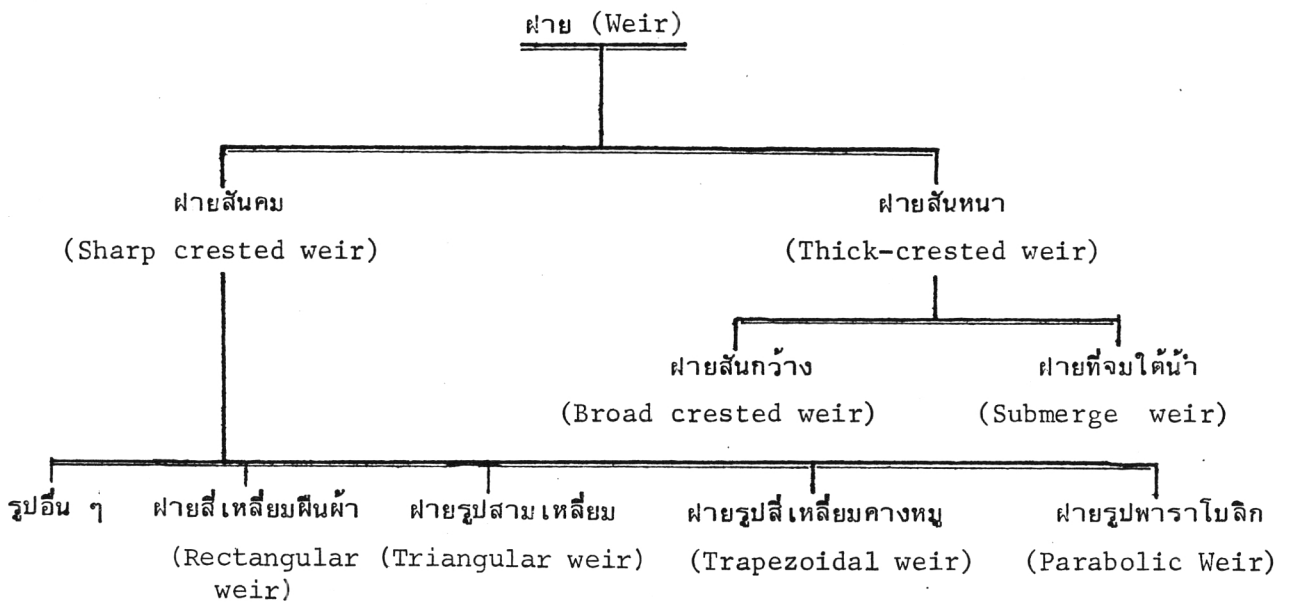 ฝาย (Weir)
ฝายสันคม
(Sharp crested weir)
ฝายสันหนา
(Thick-crested weir)
ฝายสันกว้าง
(Broad crested weir)
ฝายที่จมใต้น้ำ
(Submerge weir)
รูปอื่น ๆ
ฝายสี่เหลี่ยมผืนผ้า
(Rectangular
weir)
ฝายรูปสามเหลี่ยม
(Triangular weir)
ฝายรูปสี่เหลี่ยมคางหมู
(Trapezoidal weir)
ฝายรูปพาราโบลิก
(Parabolic Weir)